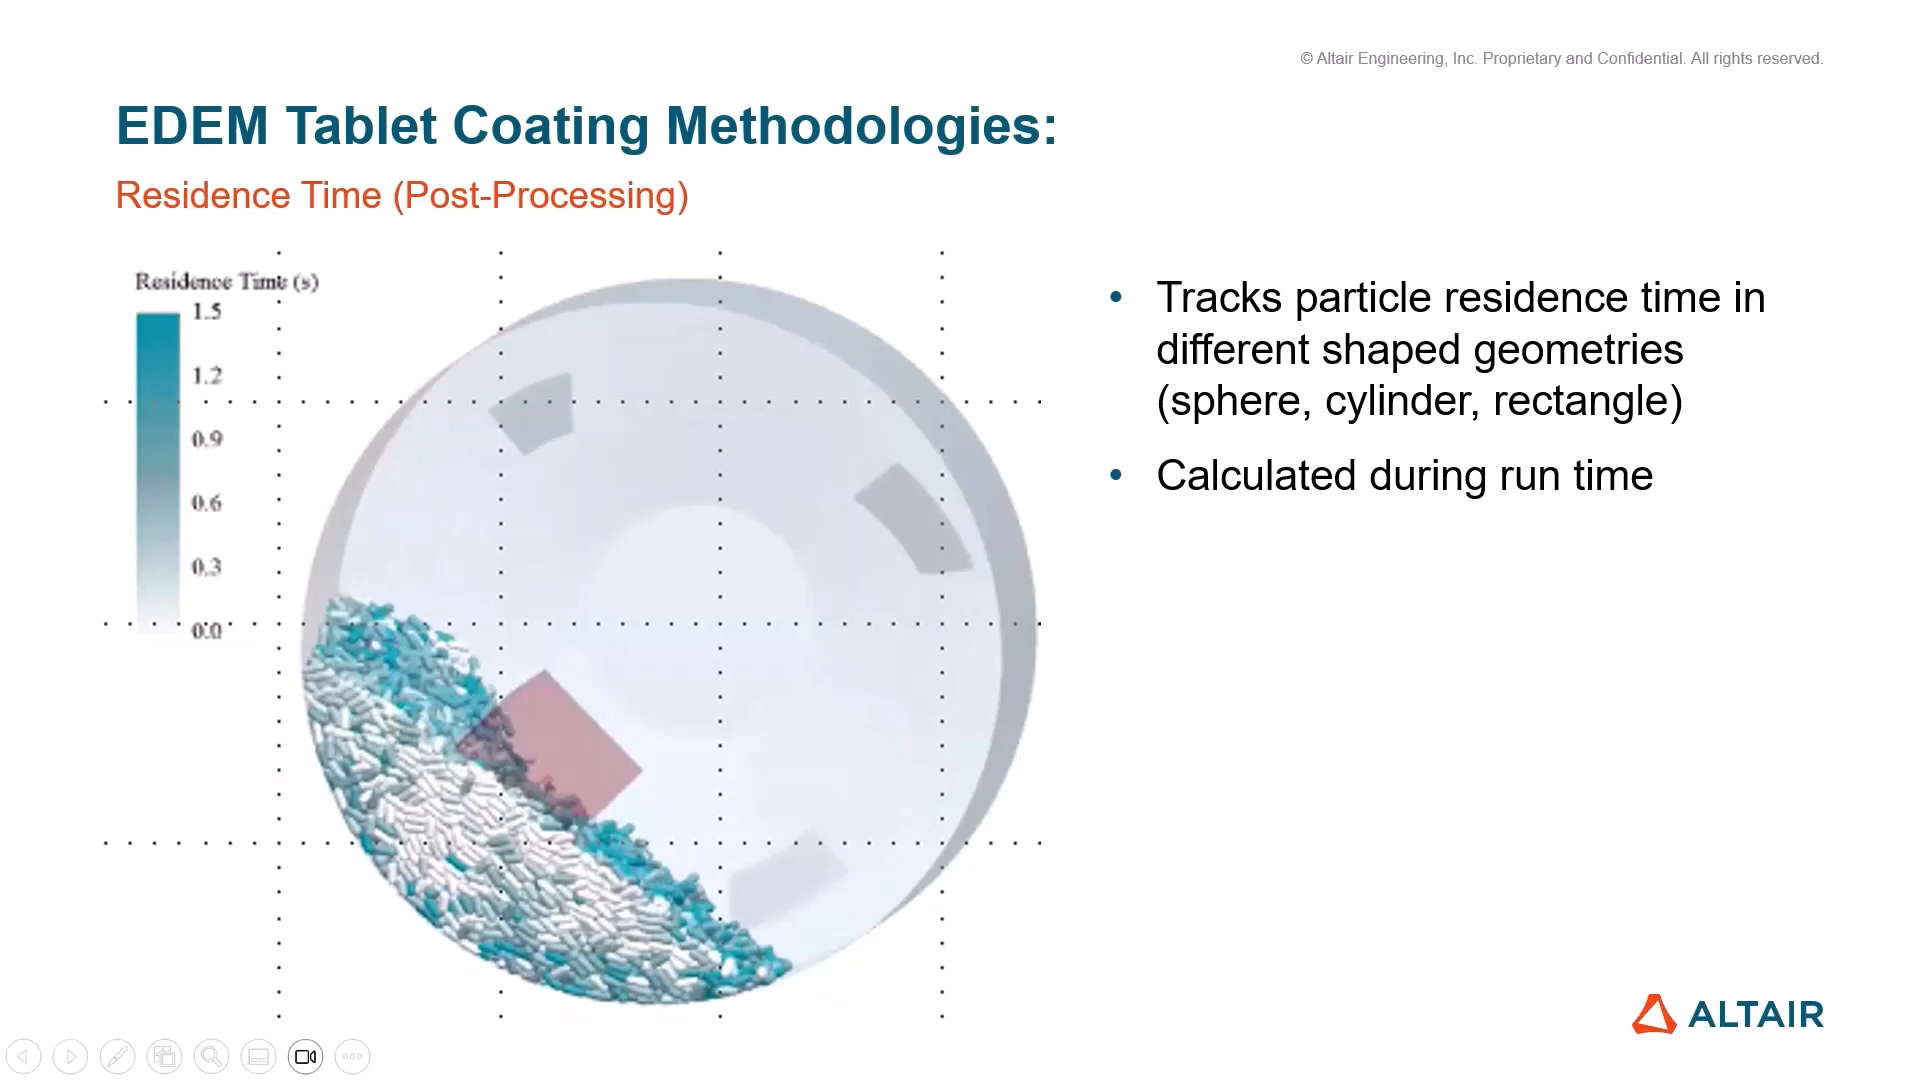 © Altair Engineering, Inc. Proprietary and Confidential. All rights reserved.
EDEM Tablet Coating Methodologies:
Residence Time (Post-Processing)
Residence Time (s)
1.5
1.2
0.9
0.6
0.3
0.0
• Tracks particle residence time in
different shaped geometries
(sphere, cylinder, rectangle)
• Calculated during run time
ALTAIR